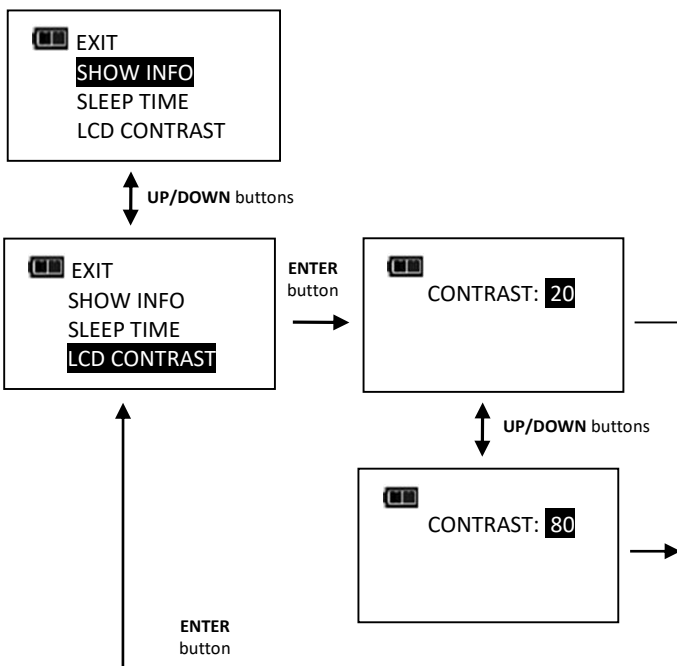 EXIT
SHOW INFO
SLEEP TIME
LCD CONTRAST
UP/DOWN buttons
EXIT
SHOW INFO
SLEEP TIME
LCD CONTRAST
ENTER
button
CONTRAST: 20
UP/DOWN buttons
CONTRAST: 80
ENTER
button